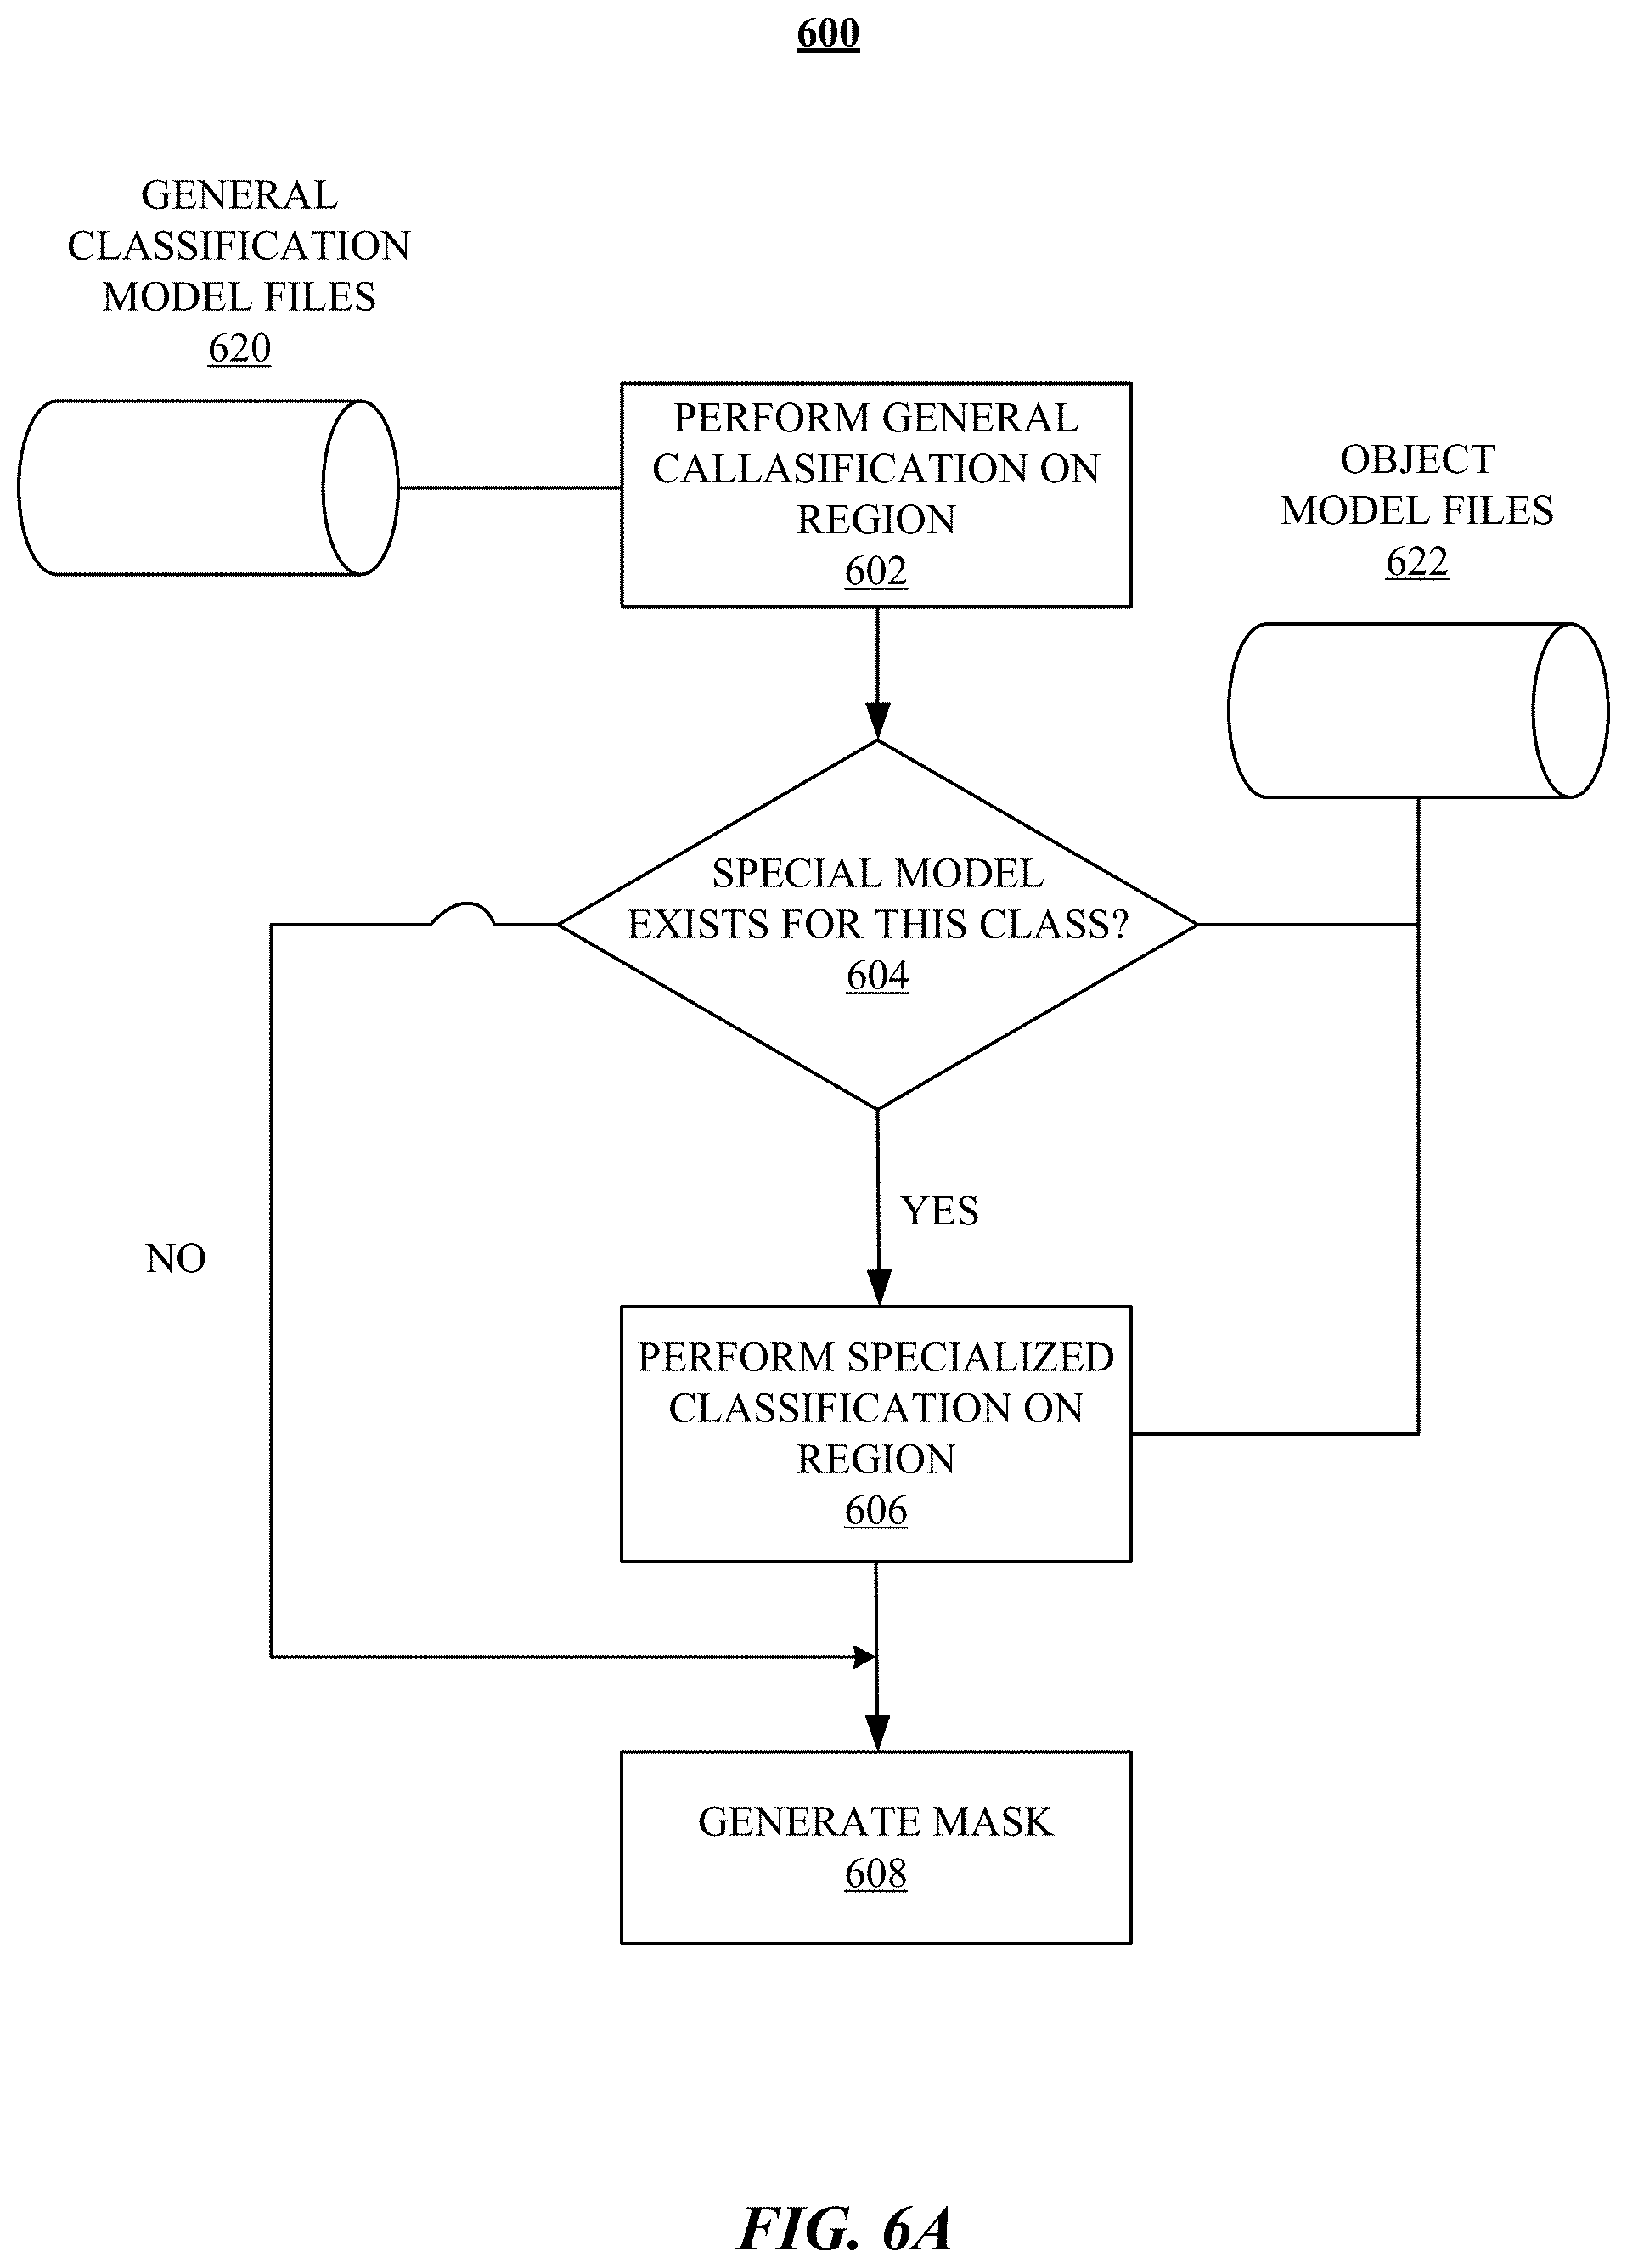 600
GENERAL
CLASSIFICATION
MODEL FILES
620
PERFORM GENERAL
CALLASIFICATION ON
REGION
602
OBJECT
MODEL FILES
622
SPECIAL MODEL
EXISTS FOR THIS CLASS?
604
YES
NO
PERFORM SPECIALIZED
CLASSIFICATION ON
REGION
606
GENERATE MASK
608
FIG. 6A